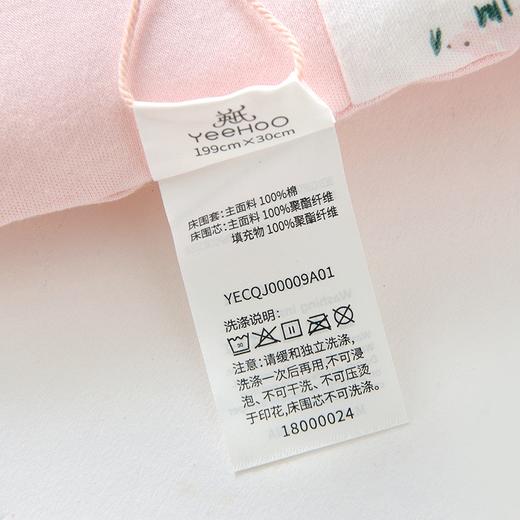 英氏
YeeHoO
199cm×30cm
床围套：主面料 100%棉
床围芯：主面料 100%聚酯纤维
填充物 100%聚酯纤维
YECQJ00009A01
洗涤说明：
30
注意：请缓和独立洗涤，
洗涤一次后再用，不可浸
泡、不可干洗、不可压烫
于印花，床围芯不可洗涤。
18000024